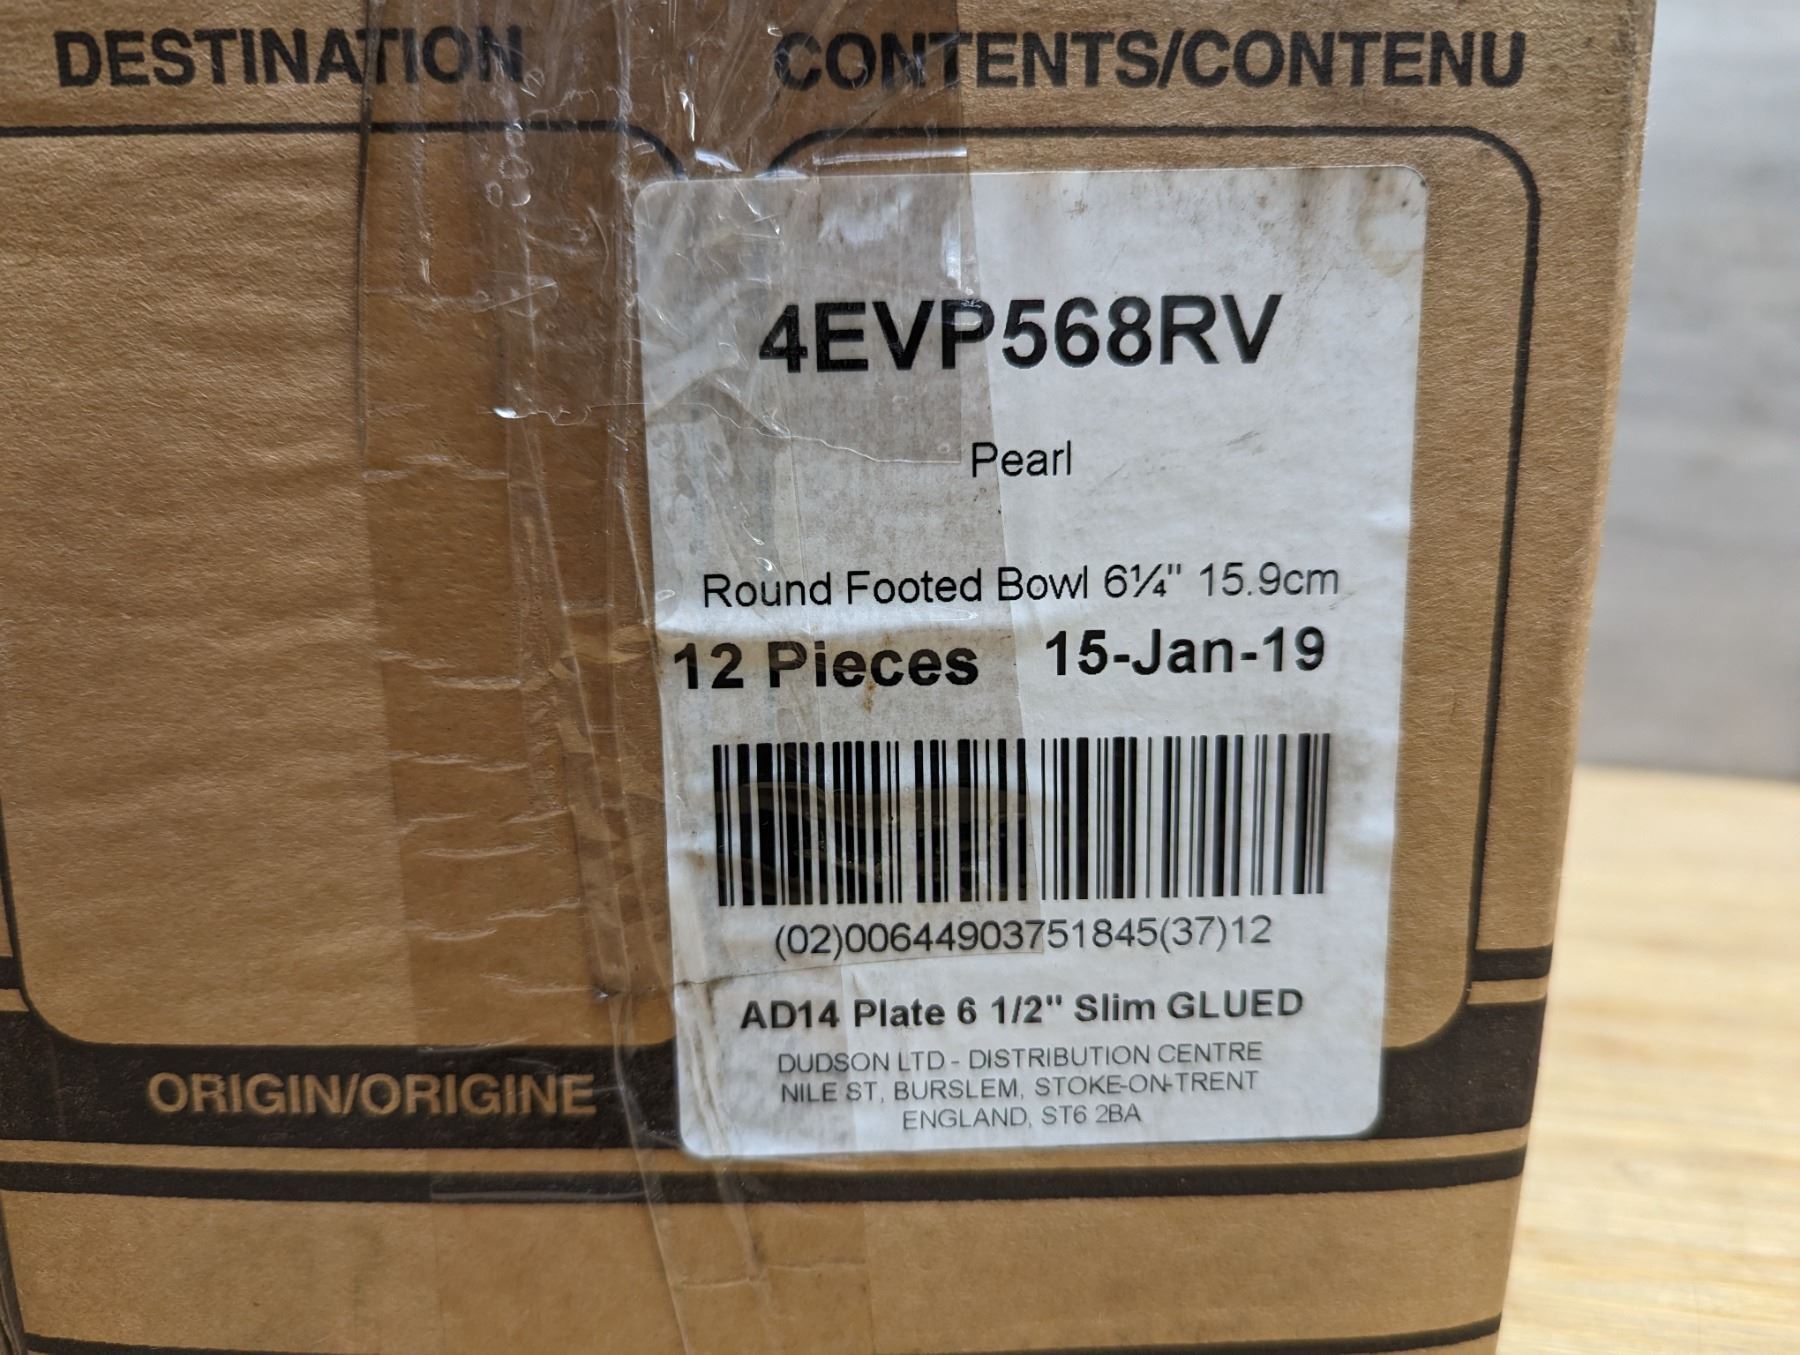 DESTINATION
CONTENTS/CONTENU
4EVP568RV
Pearl
Round Footed Bowl 6¼" 15.9cm
12 Pieces 15-Jan-19
(02)00644903751845(37)12
AD14 Plate 6 1/2" Slim GLUED
DUDSON LTD - DISTRIBUTION CENTRE
NILE ST, BURSLEM, STOKE-ON-TRENT
ENGLAND, ST6 2BA
ORIGIN/ORIGINE